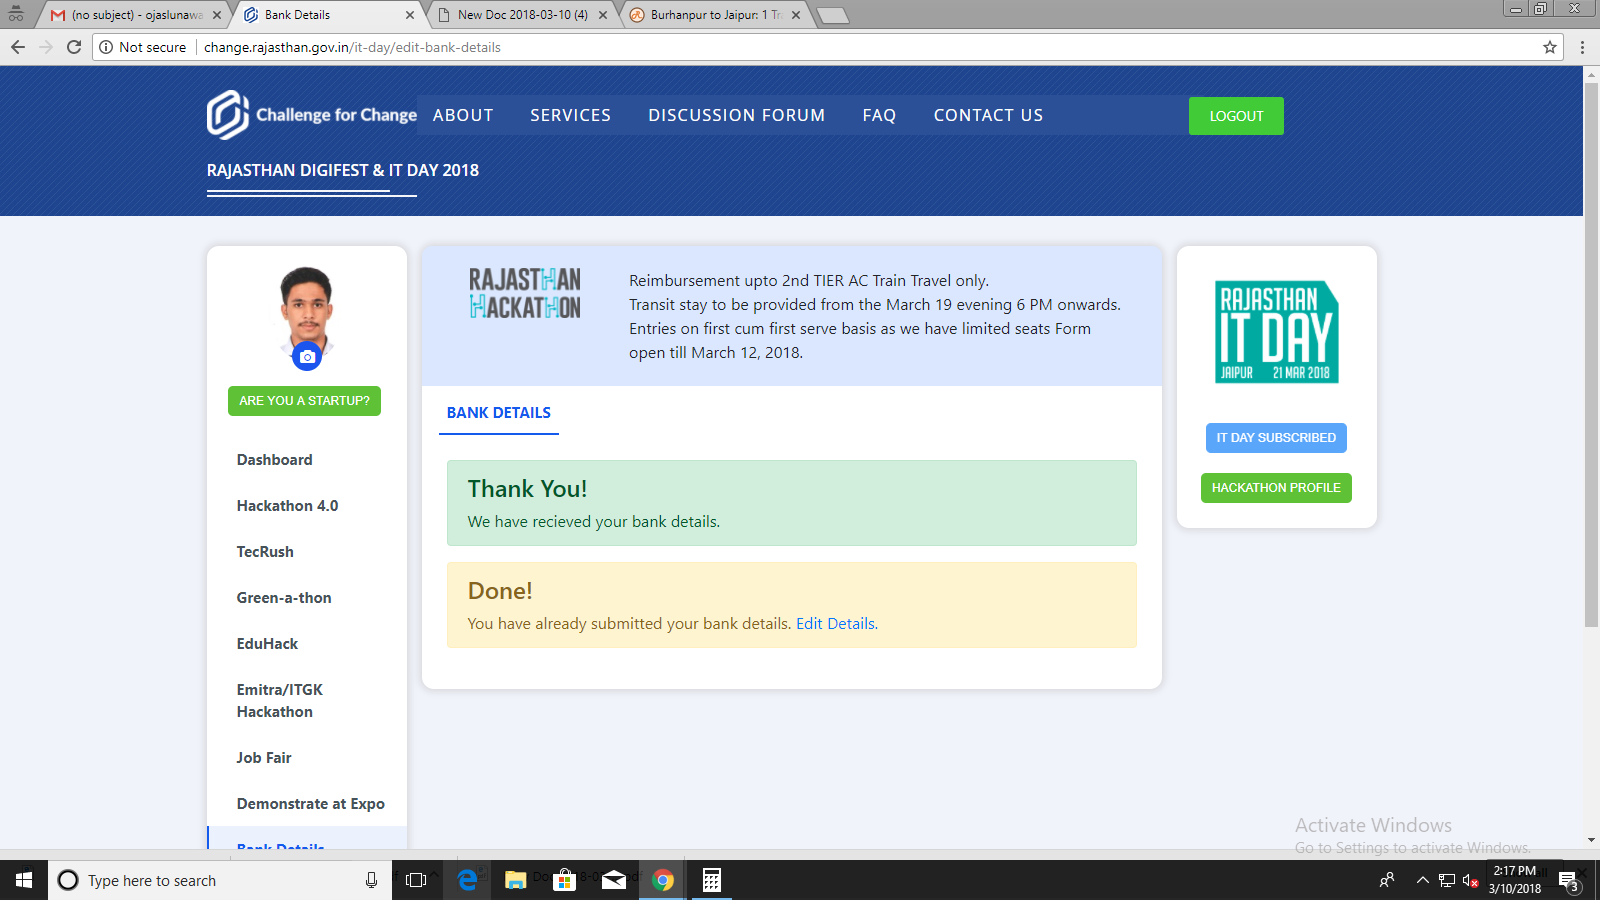 (no subject) - ojaslunawa
Bank Details
New Doc 2018-03-10 (4)
Burhanpur to Jaipur: 1 Tr
Not secure
change.rajasthan.gov.in/it-day/edit-bank-details
Challenge for Change
ABOUT
SERVICES
DISCUSSION FORUM
FAQ
CONTACT US
LOGOUT
RAJASTHAN DIGIFEST & IT DAY 2018
ARE YOU A STARTUP?
Dashboard
Hackathon 4.0
TecRush
Green-a-thon
EduHack
Emitra/ITGK
Hackathon
Job Fair
Demonstrate at Expo
Bank Details
RAJASTHAN
HACKATHON
Reimbursement upto 2nd TIER AC Train Travel only.
Transit stay to be provided from the March 19 evening 6 PM onwards.
Entries on first cum first serve basis as we have limited seats Form
open till March 12, 2018.
BANK DETAILS
Thank You!
We have recieved your bank details.
Done!
You have already submitted your bank details. Edit Details.
RAJASTHAN
IT DAY
JAIPUR 21 MAR 2018
IT DAY SUBSCRIBED
HACKATHON PROFILE
Activate Windows
Go to Settings to activate Windows.
Type here to search
2:17 PM
3/10/2018
3